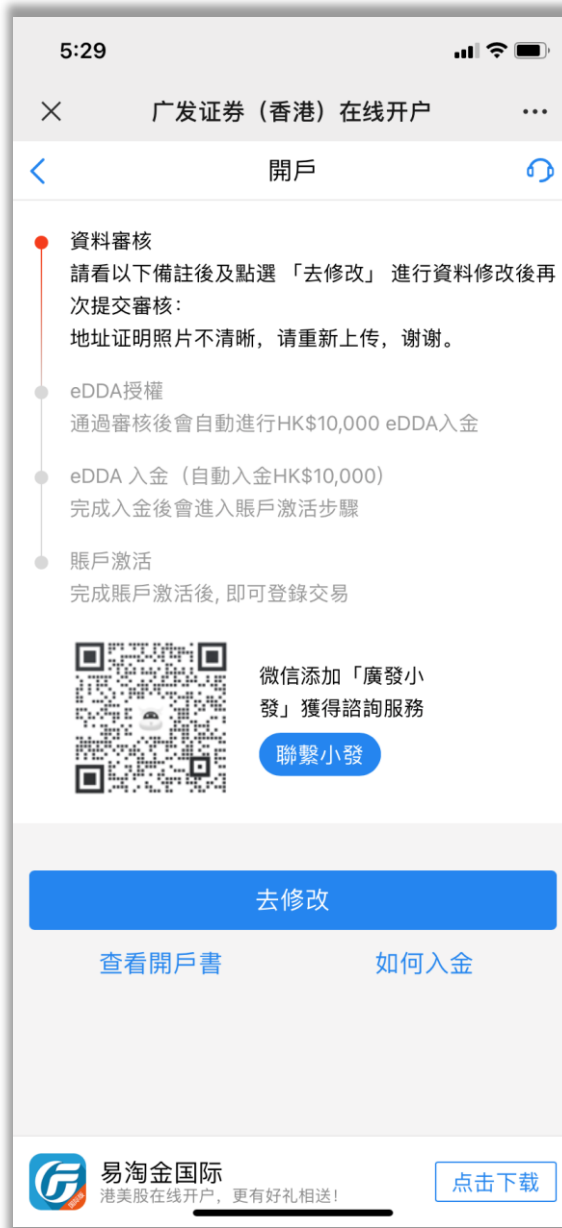 5:29
广发证券（香港）在线开户
開戶
資料審核
請看以下備註後及點選 「去修改」 進行資料修改後再
次提交審核：
地址证明照片不清晰，请重新上传，谢谢。
eDDA授權
通過審核後會自動進行HK$10,000 eDDA入金
eDDA 入金（自動入金HK$10,000）
完成入金後會進入賬戶激活步驟
賬戶激活
完成賬戶激活後, 即可登錄交易
微信添加「廣發小
發」獲得諮詢服務
聯繫小發
去修改
查看開戶書
如何入金
易淘金国际
港美股在线开户，更有好礼相送！
点击下载